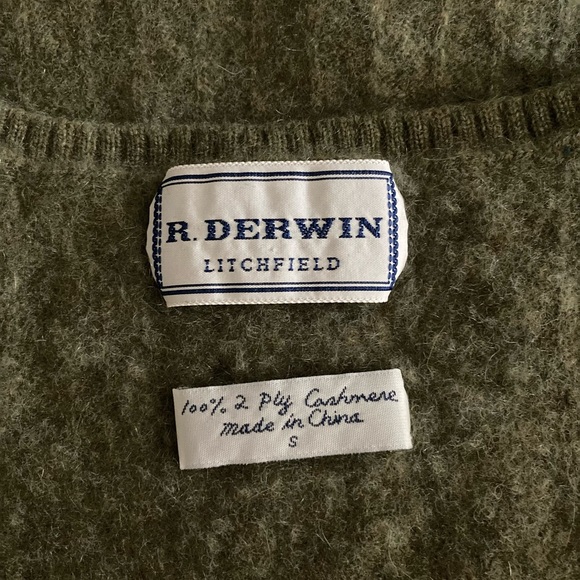 R. DERWIN
LITCHFIELD
100% 2 Ply Cashmere
made in China
S